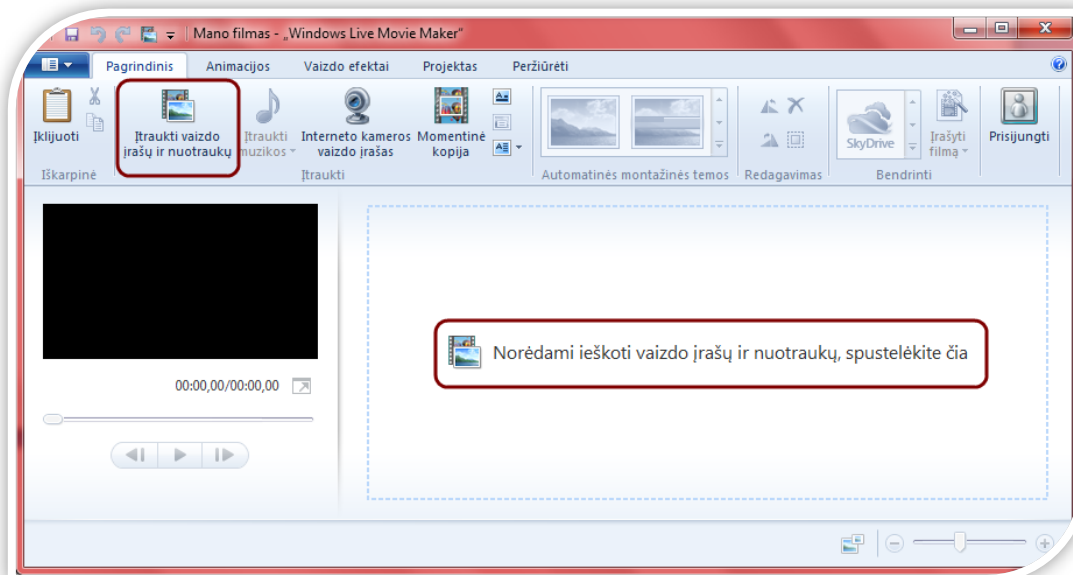 Mano filmas - „Windows Live Movie Maker“
Pagrindinis Animacijos Vaizdo efektai Projektas Peržiūrėti
Įklijuoti
Įtraukti vaizdo
įrašų ir nuotraukų
Įtraukti
muzikos
Interneto kameros
vaizdo įrašas
Momentinė
kopija
SkyDrive
Įrašyti
filmą
Prisijungti
Iškarpinė Įtraukti Automatinės montažinės temos Redagavimas Bendrinti
Norėdami ieškoti vaizdo įrašų ir nuotraukų, spustelėkite čia
00:00,00/00:00,00